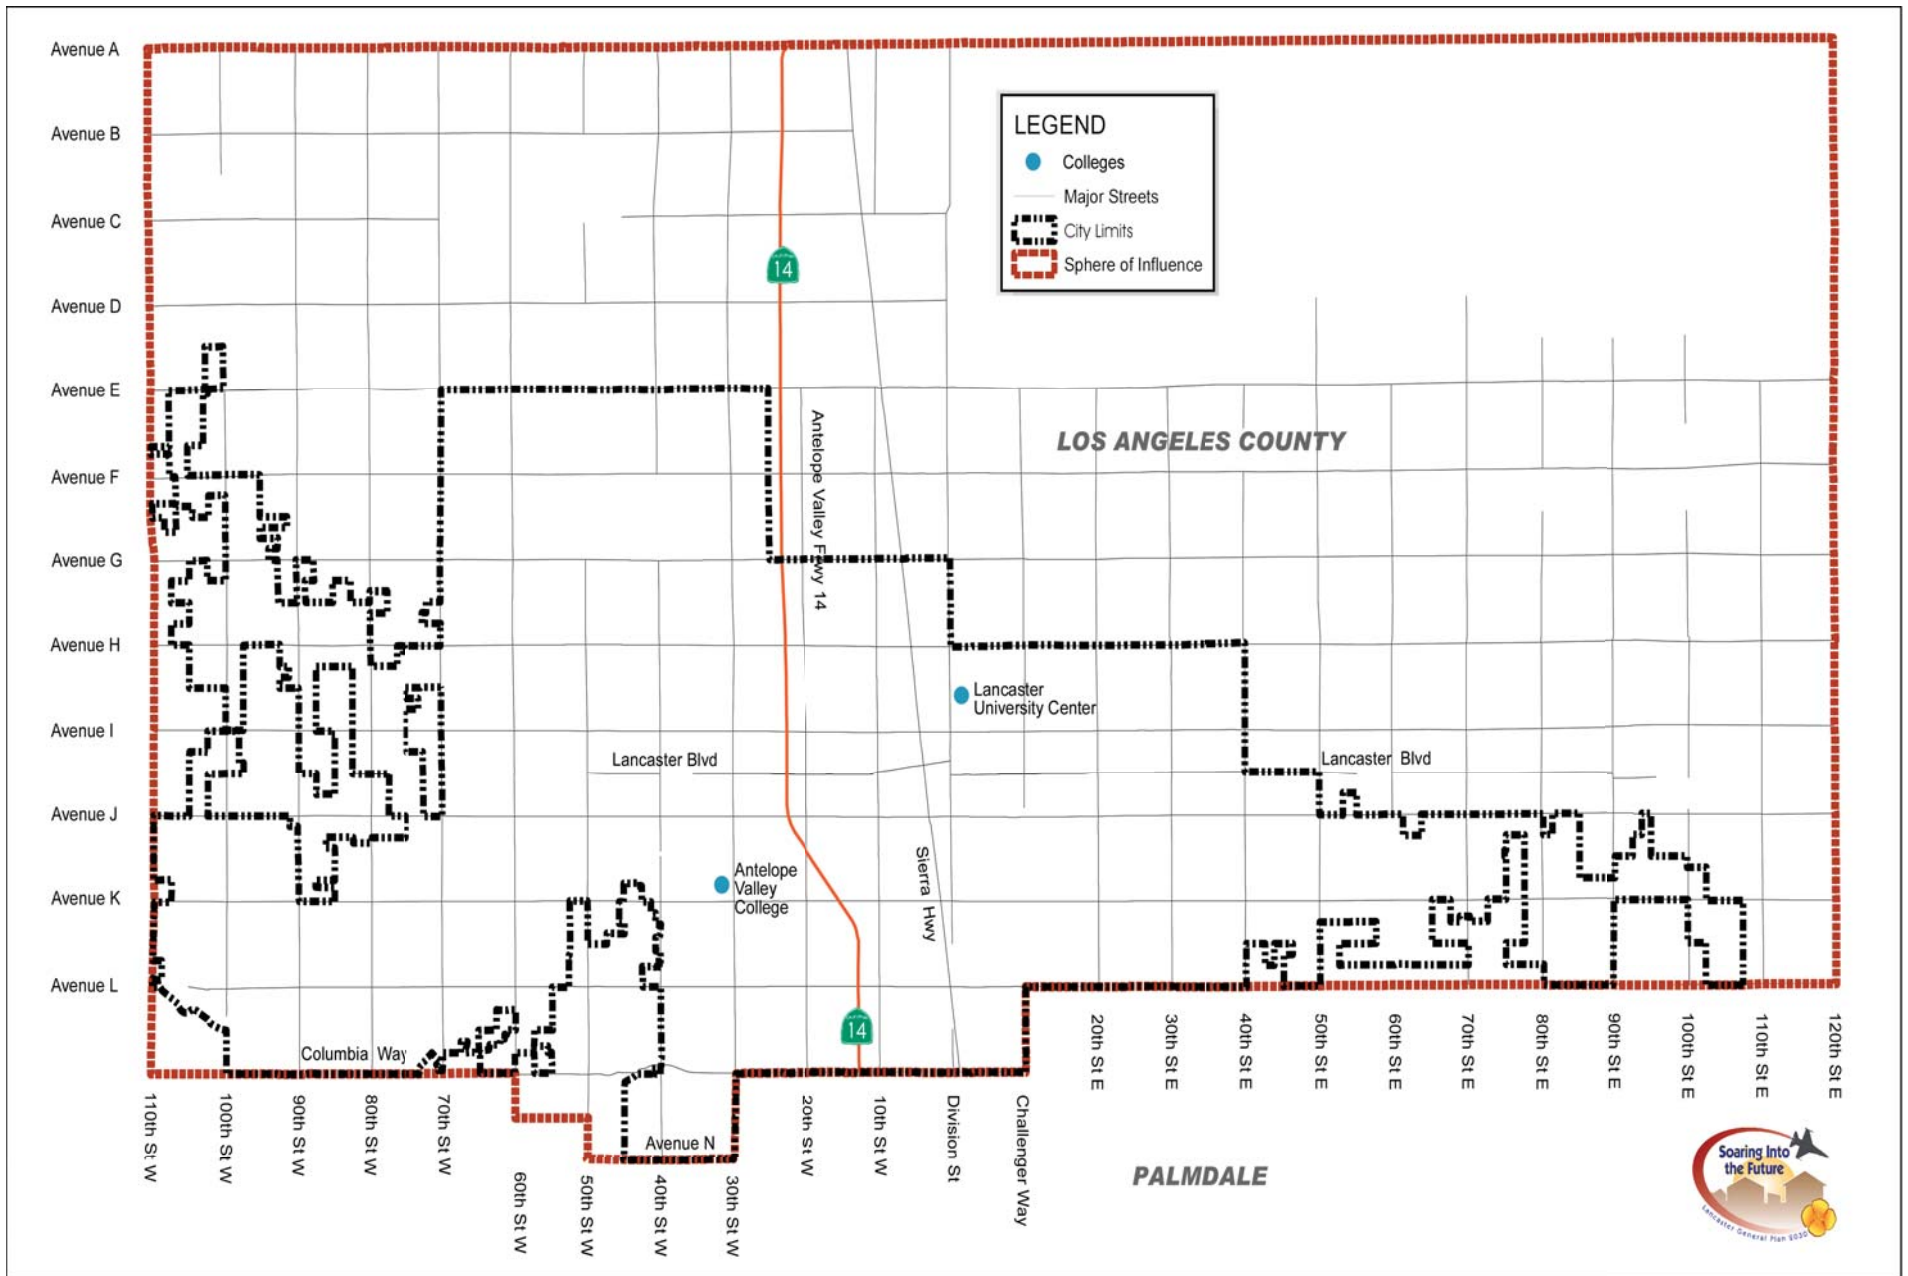 Avenue A
Avenue B
Avenue C
Avenue D
Avenue E
Avenue F
Avenue G
Avenue H
Avenue I
Avenue J
Avenue K
Avenue L
LEGEND
Colleges
Major Streets
City Limits
Sphere of Influence
14
LOS ANGELES COUNTY
Antelope Valley Fwy 14
Lancaster
University Center
Lancaster Blvd
Lancaster Blvd
Antelope
Valley
College
Sierra Hwy
14
Columbia Way
Avenue N
110th St W
100th St W
90th St W
80th St W
70th St W
60th St W
50th St W
40th St W
30th St W
20th St W
10th St W
Division St
Challenger Way
20th St E
30th St E
40th St E
50th St E
60th St E
70th St E
80th St E
90th St E
100th St E
110th St E
120th St E
PALMDALE
Soaring Into
the Future
Lancaster General Plan 2030